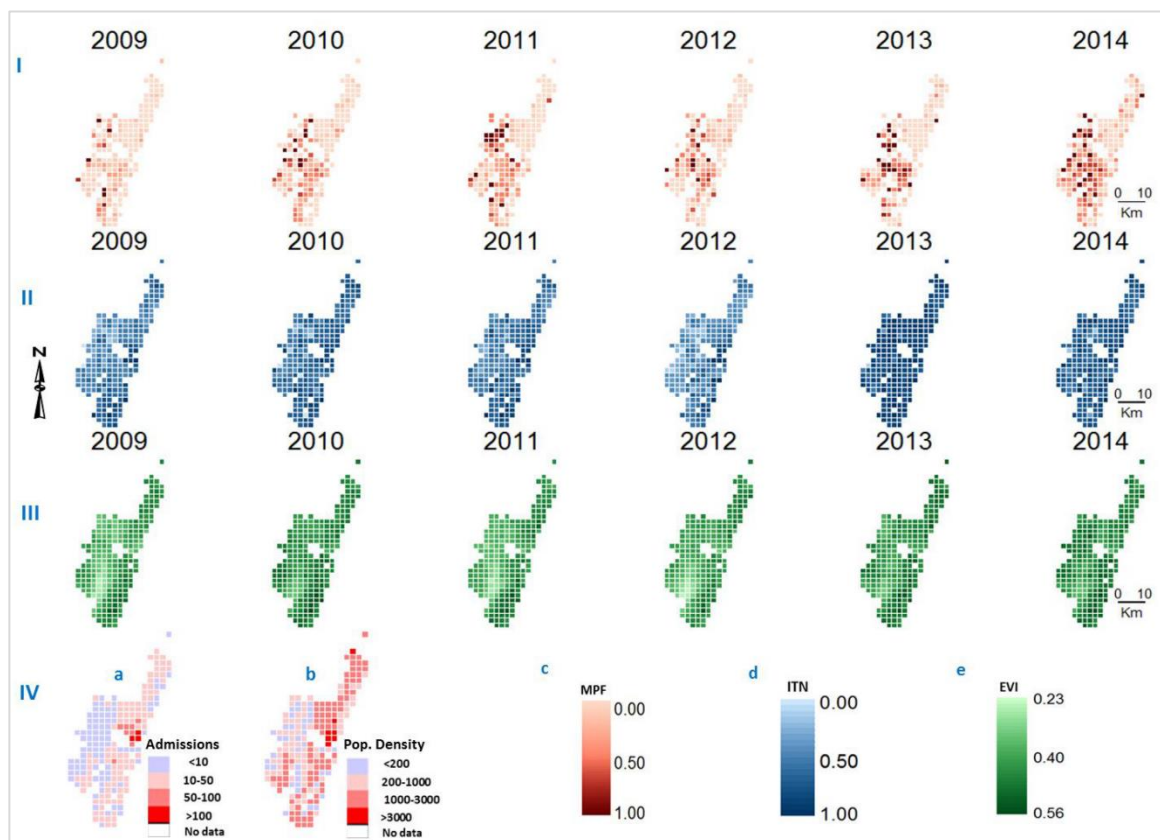 2009 2010 2011 2012 2013 2014
I
0 10
Km
2009 2010 2011 2012 2013 2014
II
N
0 10
Km
2009 2010 2011 2012 2013 2014
III
0 10
Km
IV
a
Admissions
<10
10-50
50-100
>100
No data
b
Pop. Density
<200
200-1000
1000-3000
>3000
No data
c
MPF
0.00
0.50
1.00
d
ITN
0.00
0.50
1.00
e
EVI
0.23
0.40
0.56